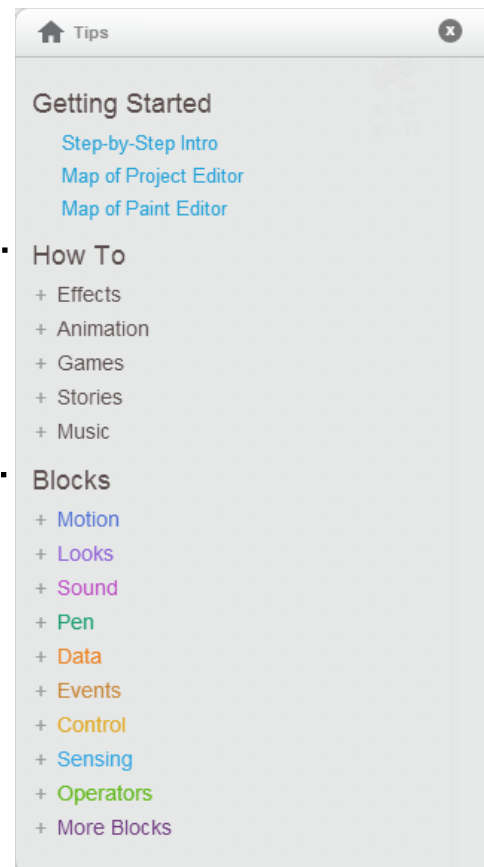 Tips
Getting Started
Step-by-Step Intro
Map of Project Editor
Map of Paint Editor
How To
+ Effects
+ Animation
+ Games
+ Stories
+ Music
Blocks
+ Motion
+ Looks
+ Sound
+ Pen
+ Data
+ Events
+ Control
+ Sensing
+ Operators
+ More Blocks